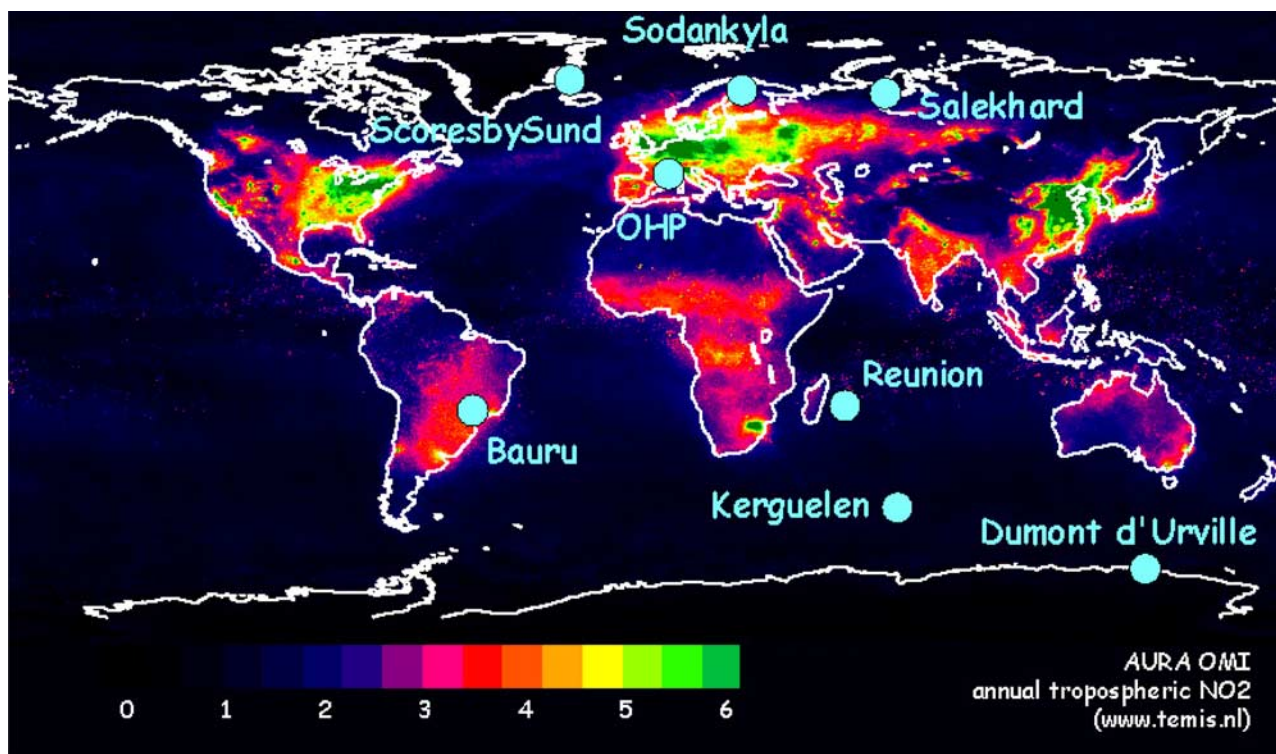 Sodankyla
ScoresbySund
Salekhard
OHP
Reunion
Bauru
Kerguelen
Dumont d'Urville
0 1 2 3 4 5 6
AURA OMI
annual tropospheric NO2
(www.temis.nl)